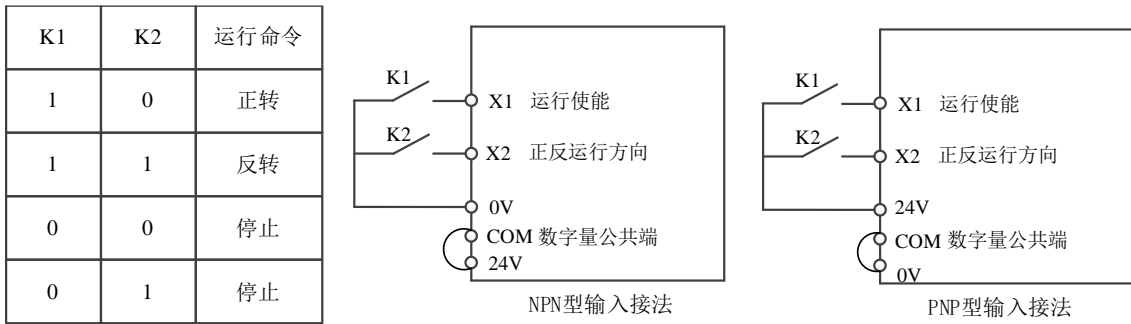 K1 K2 运行命令
1 0 正转
1 1 反转
0 0 停止
0 1 停止
K1
X1 运行使能
K2
X2 正反运行方向
0V
COM 数字量公共端
24V
NPN型输入接法
K1
X1 运行使能
K2
X2 正反运行方向
24V
COM 数字量公共端
0V
PNP型输入接法